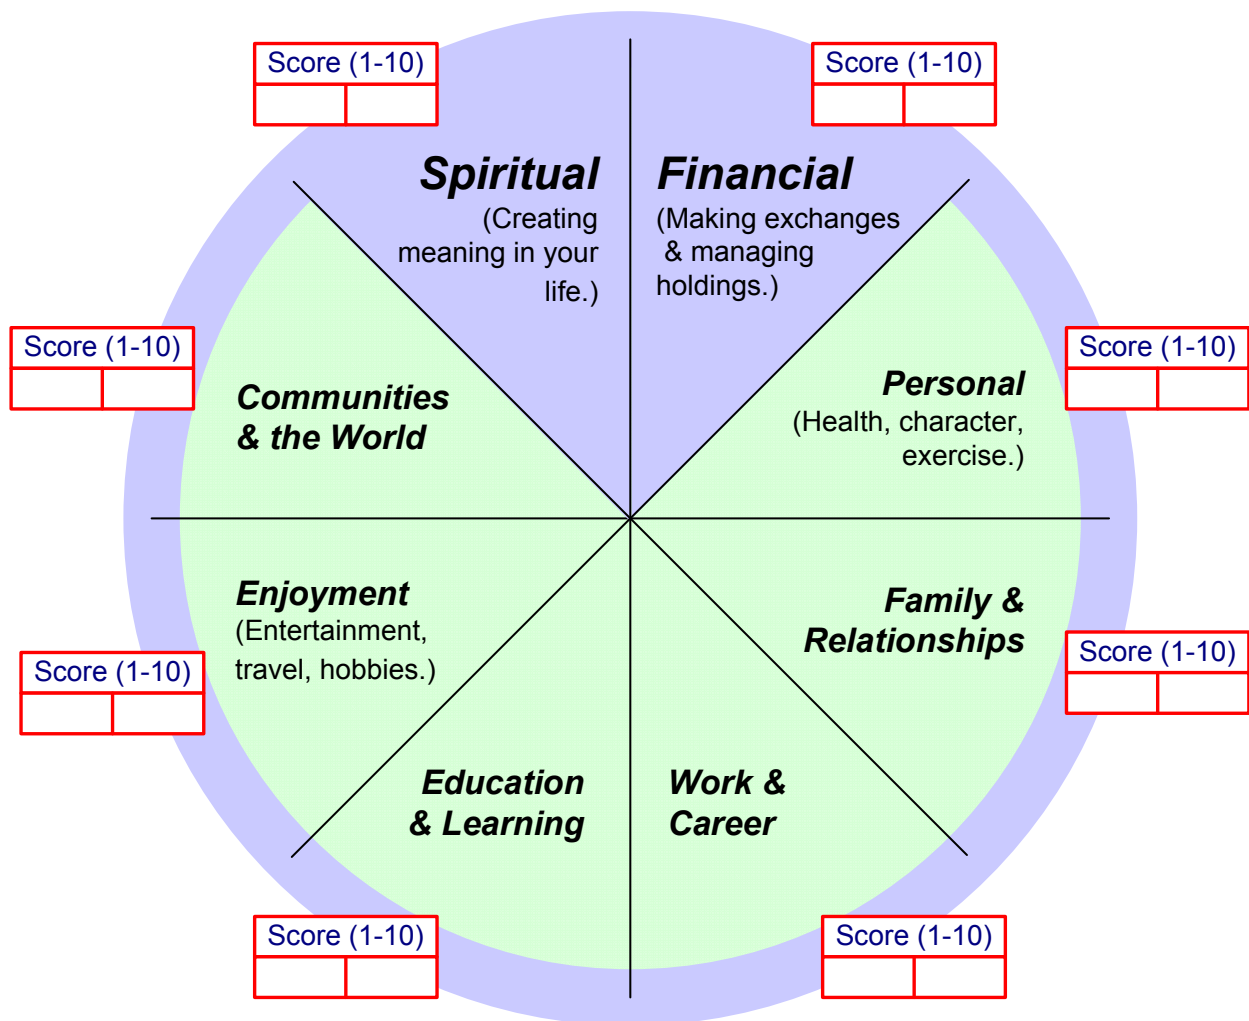 Score (1-10)
Score (1-10)
Spiritual
(Creating
meaning in your
life.)
Financial
(Making exchanges
& managing
holdings.)
Score (1-10)
Communities
& the World
Personal
(Health, character,
exercise.)
Score (1-10)
Score (1-10)
Enjoyment
(Entertainment,
travel, hobbies.)
Family &
Relationships
Score (1-10)
Education
& Learning
Work &
Career
Score (1-10)
Score (1-10)